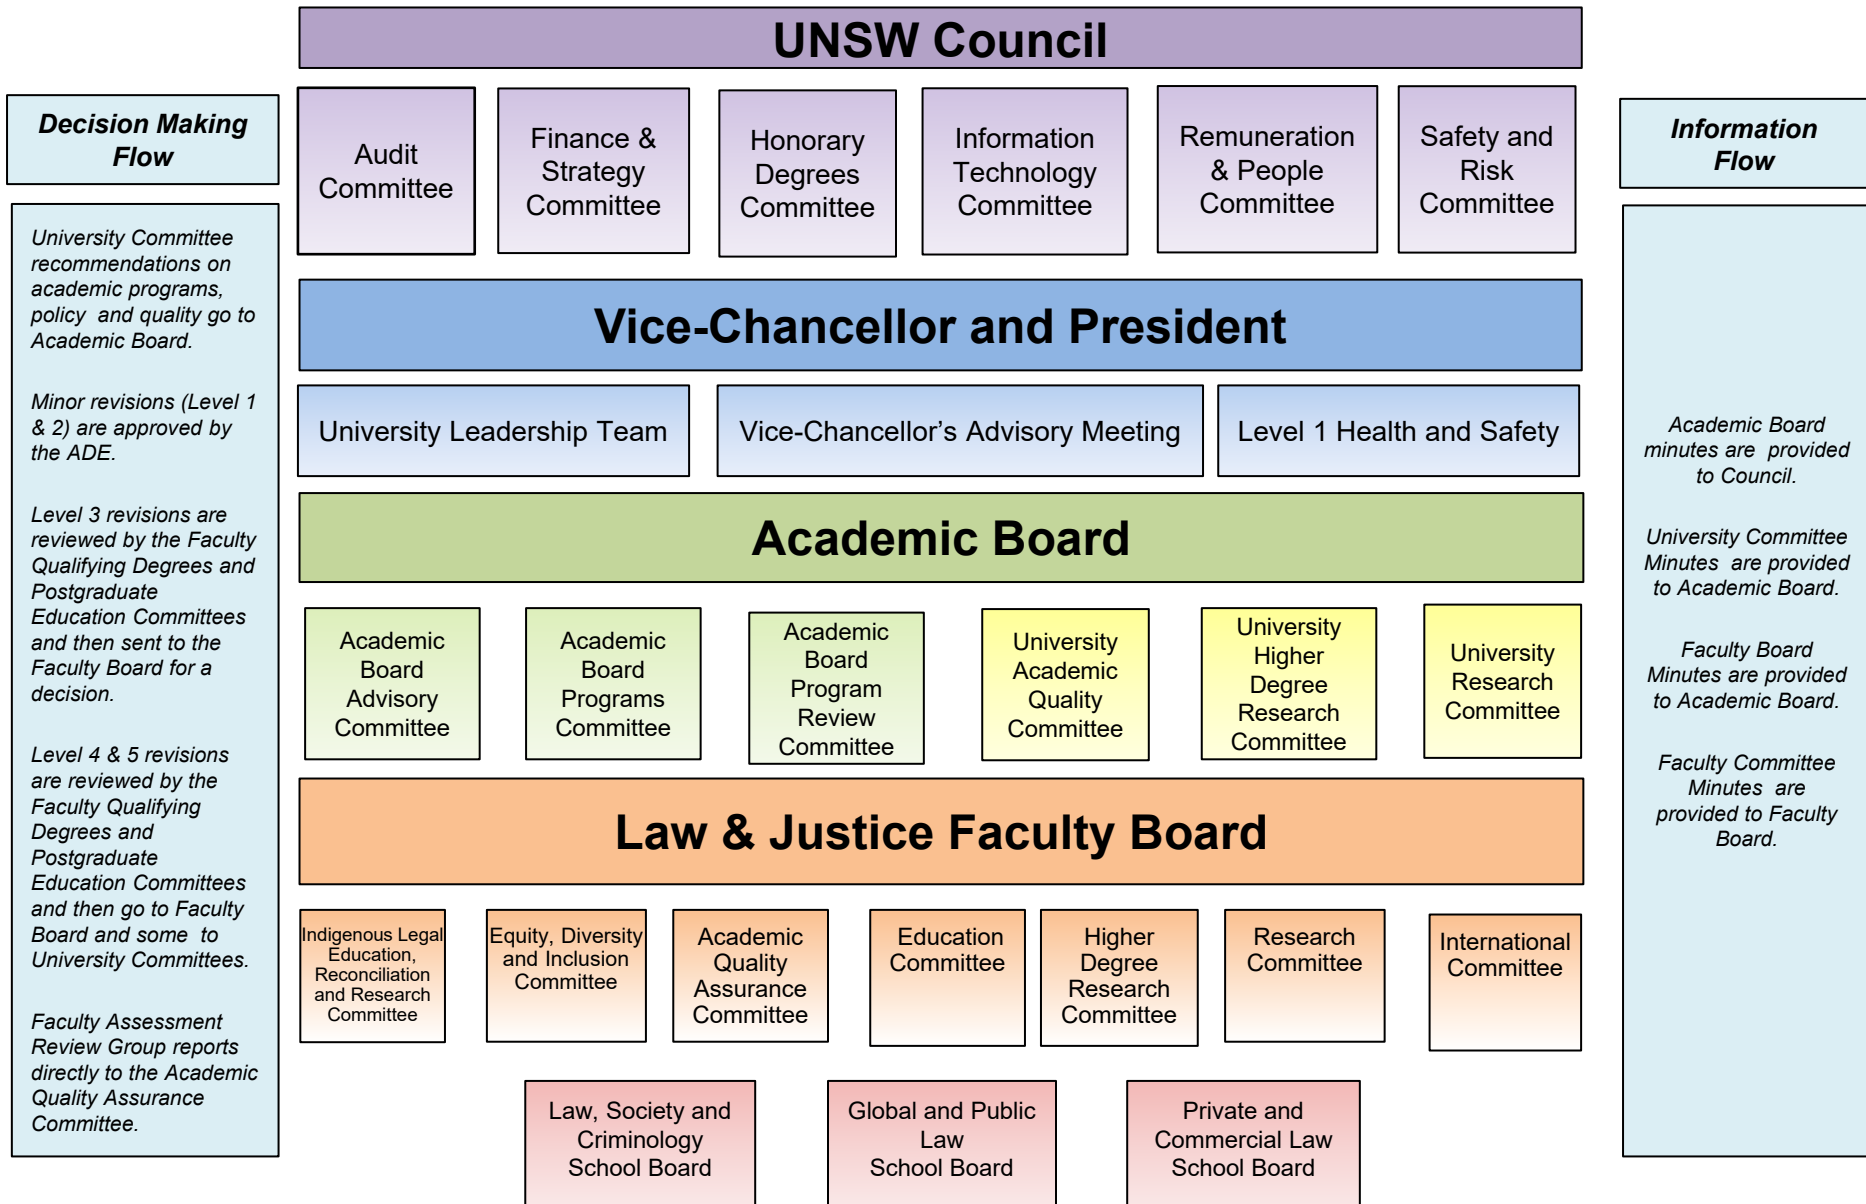 UNSW Council
Decision Making
Flow
University Committee
recommendations on
academic programs,
policy and quality go to
Academic Board.
Minor revisions (Level 1
& 2) are approved by
the ADE.
Level 3 revisions are
reviewed by the Faculty
Qualifying Degrees and
Postgraduate
Education Committees
and then sent to the
Faculty Board for a
decision.
Level 4 & 5 revisions
are reviewed by the
Faculty Qualifying
Degrees and
Postgraduate
Education Committees
and then go to Faculty
Board and some to
University Committees.
Faculty Assessment
Review Group reports
directly to the Academic
Quality Assurance
Committee.
Audit
Committee
Finance &
Strategy
Committee
Honorary
Degrees
Committee
Information
Technology
Committee
Remuneration
& People
Committee
Safety and
Risk
Committee
Vice-Chancellor and President
University Leadership Team
Vice-Chancellor’s Advisory Meeting
Level 1 Health and Safety
Academic Board
Academic
Board
Advisory
Committee
Academic
Board
Programs
Committee
Academic
Board
Program
Review
Committee
University
Academic
Quality
Committee
University
Higher
Degree
Research
Committee
University
Research
Committee
Law & Justice Faculty Board
Indigenous Legal
Education,
Reconciliation
and Research
Committee
Equity, Diversity
and Inclusion
Committee
Academic
Quality
Assurance
Committee
Education
Committee
Higher
Degree
Research
Committee
Research
Committee
International
Committee
Law, Society and
Criminology
School Board
Global and Public
Law
School Board
Private and
Commercial Law
School Board
Information
Flow
Academic Board
minutes are provided
to Council.
University Committee
Minutes are provided
to Academic Board.
Faculty Board
Minutes are provided
to Academic Board.
Faculty Committee
Minutes are
provided to Faculty
Board.